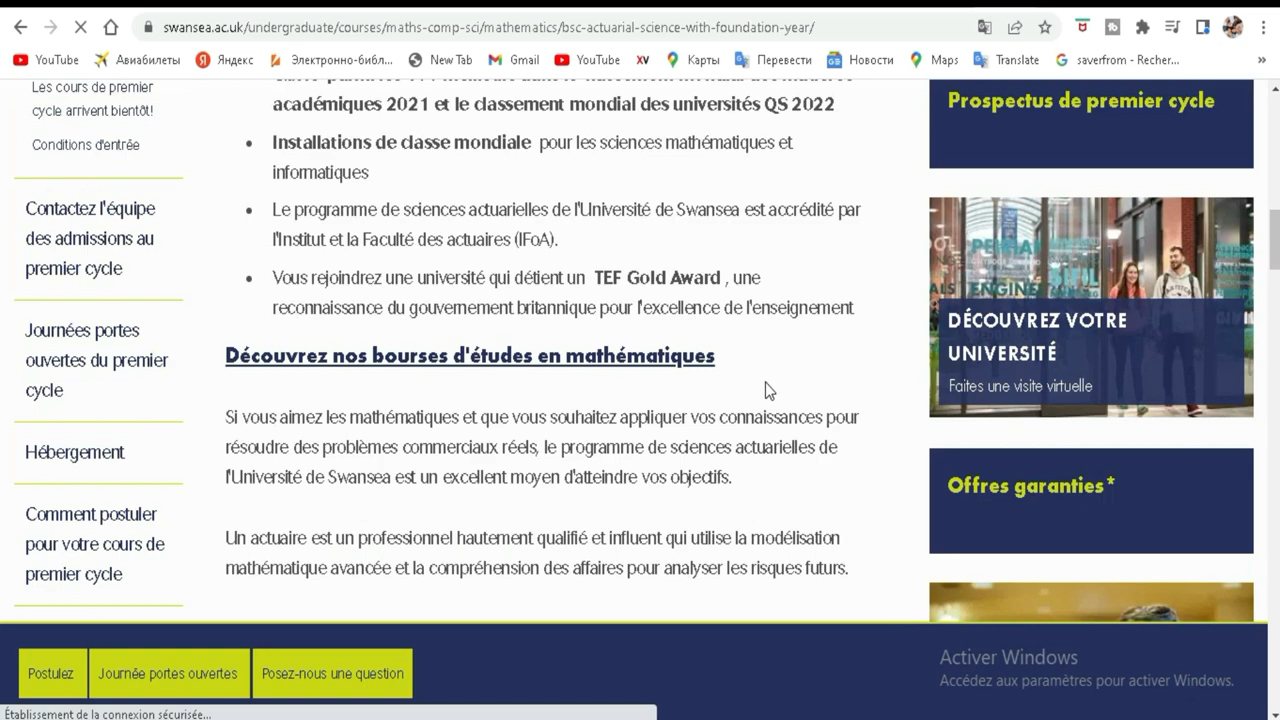 swansea.ac.uk/undergraduate/courses/maths-comp-sci/mathematics/bsc-actuarial-science-with-foundation-year/
YouTube
Авиабилеты
Яндекс
Электронно-библи...
New Tab
Gmail
YouTube
XV
Карты
Перевести
Новости
Maps
Translate
saverfrom - Rechер...
»
Les cours de premier
cycle arrivent bientôt!
Conditions d'entrée
Contactez l'équipe
des admissions au
premier cycle
Journées portes
ouvertes du premier
cycle
Hébergement
Comment postuler
pour votre cours de
premier cycle
académiques 2021 et le classement mondial des universités QS 2022
• Installations de classe mondiale pour les sciences mathématiques et
informatiques
• Le programme de sciences actuarielles de l'Université de Swansea est accrédité par
l'Institut et la Faculté des actuaires (IFoA).
• Vous rejoindrez une université qui détient un TEF Gold Award , une
reconnaissance du gouvernement britannique pour l'excellence de l'enseignement
Découvrez nos bourses d'études en mathématiques
Si vous aimez les mathématiques et que vous souhaitez appliquer vos connaissances pour
résoudre des problèmes commerciaux réels, le programme de sciences actuarielles de
l'Université de Swansea est un excellent moyen d'atteindre vos objectifs.
Un actuaire est un professionnel hautement qualifié et influent qui utilise la modélisation
mathématique avancée et la compréhension des affaires pour analyser les risques futurs.
Prospectus de premier cycle
ENGINE
DÉCOUVREZ VOTRE
UNIVERSITÉ
Faites une visite virtuelle
Offres garanties*
Postulez
Journée portes ouvertes
Posez-nous une question
Activer Windows
Accédez aux paramètres pour activer Windows.
Établissement de la connexion sécurisée...